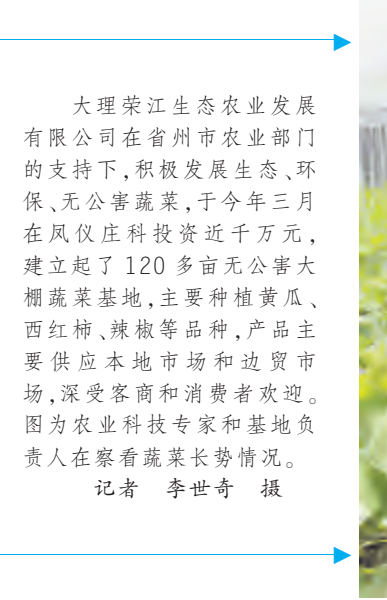 大理荣江生态农业发展
有限公司在省州市农业部门
的支持下,积极发展生态、环
保、无公害蔬菜,于今年三月
在凤仪庄科投资近千万元,
建立起了 120 多亩无公害大
棚蔬菜基地,主要种植黄瓜、
西红柿、辣椒等品种,产品主
要供应本地市场和边贸市
场,深受客商和消费者欢迎。
图为农业科技专家和基地负
责人在察看蔬菜长势情况。
记者 李世奇 摄